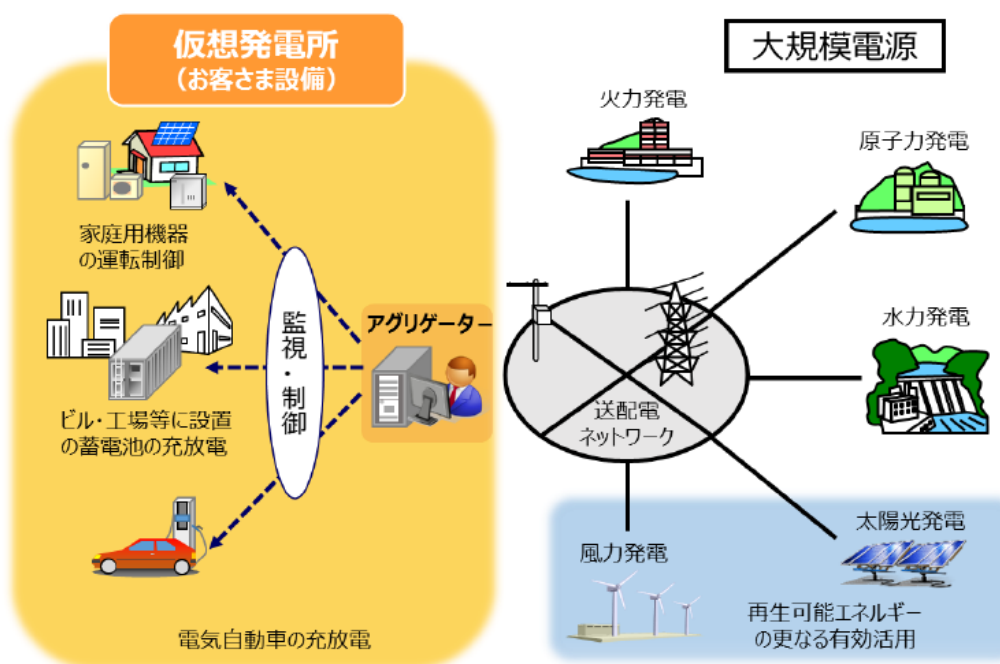 仮想発電所
（お客さま設備）
家庭用機器
の運転制御
ビル・工場等に設置
の蓄電池の充放電
電気自動車の充放電
監視・制御
アグリゲーター
大規模電源
火力発電
原子力発電
水力発電
送配電
ネットワーク
風力発電
太陽光発電
再生可能エネルギー
の更なる有効活用